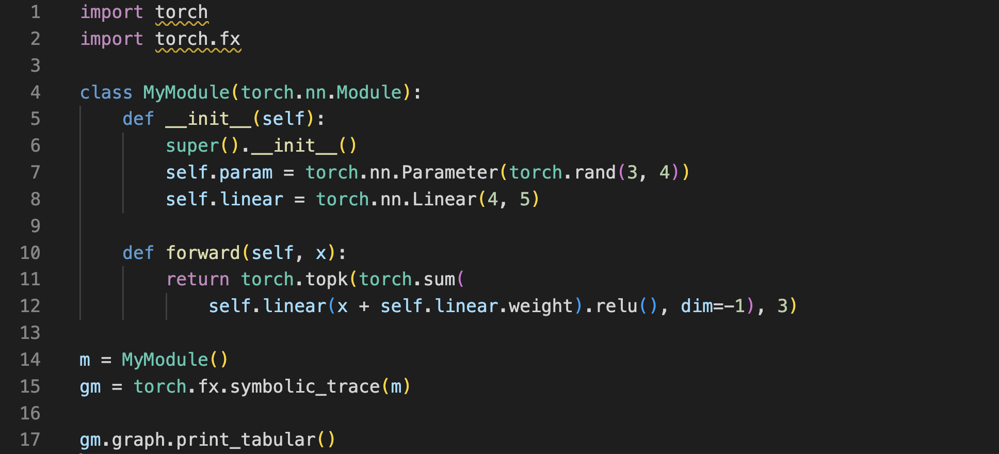 1 import torch
2 import torch.fx
3
4 class MyModule(torch.nn.Module):
5     def __init__(self):
6         super().__init__()
7         self.param = torch.nn.Parameter(torch.rand(3, 4))
8         self.linear = torch.nn.Linear(4, 5)
9
10     def forward(self, x):
11         return torch.topk(torch.sum(
12             self.linear(x + self.linear.weight).relu(), dim=-1), 3)
13
14 m = MyModule()
15 gm = torch.fx.symbolic_trace(m)
16
17 gm.graph.print_tabular()